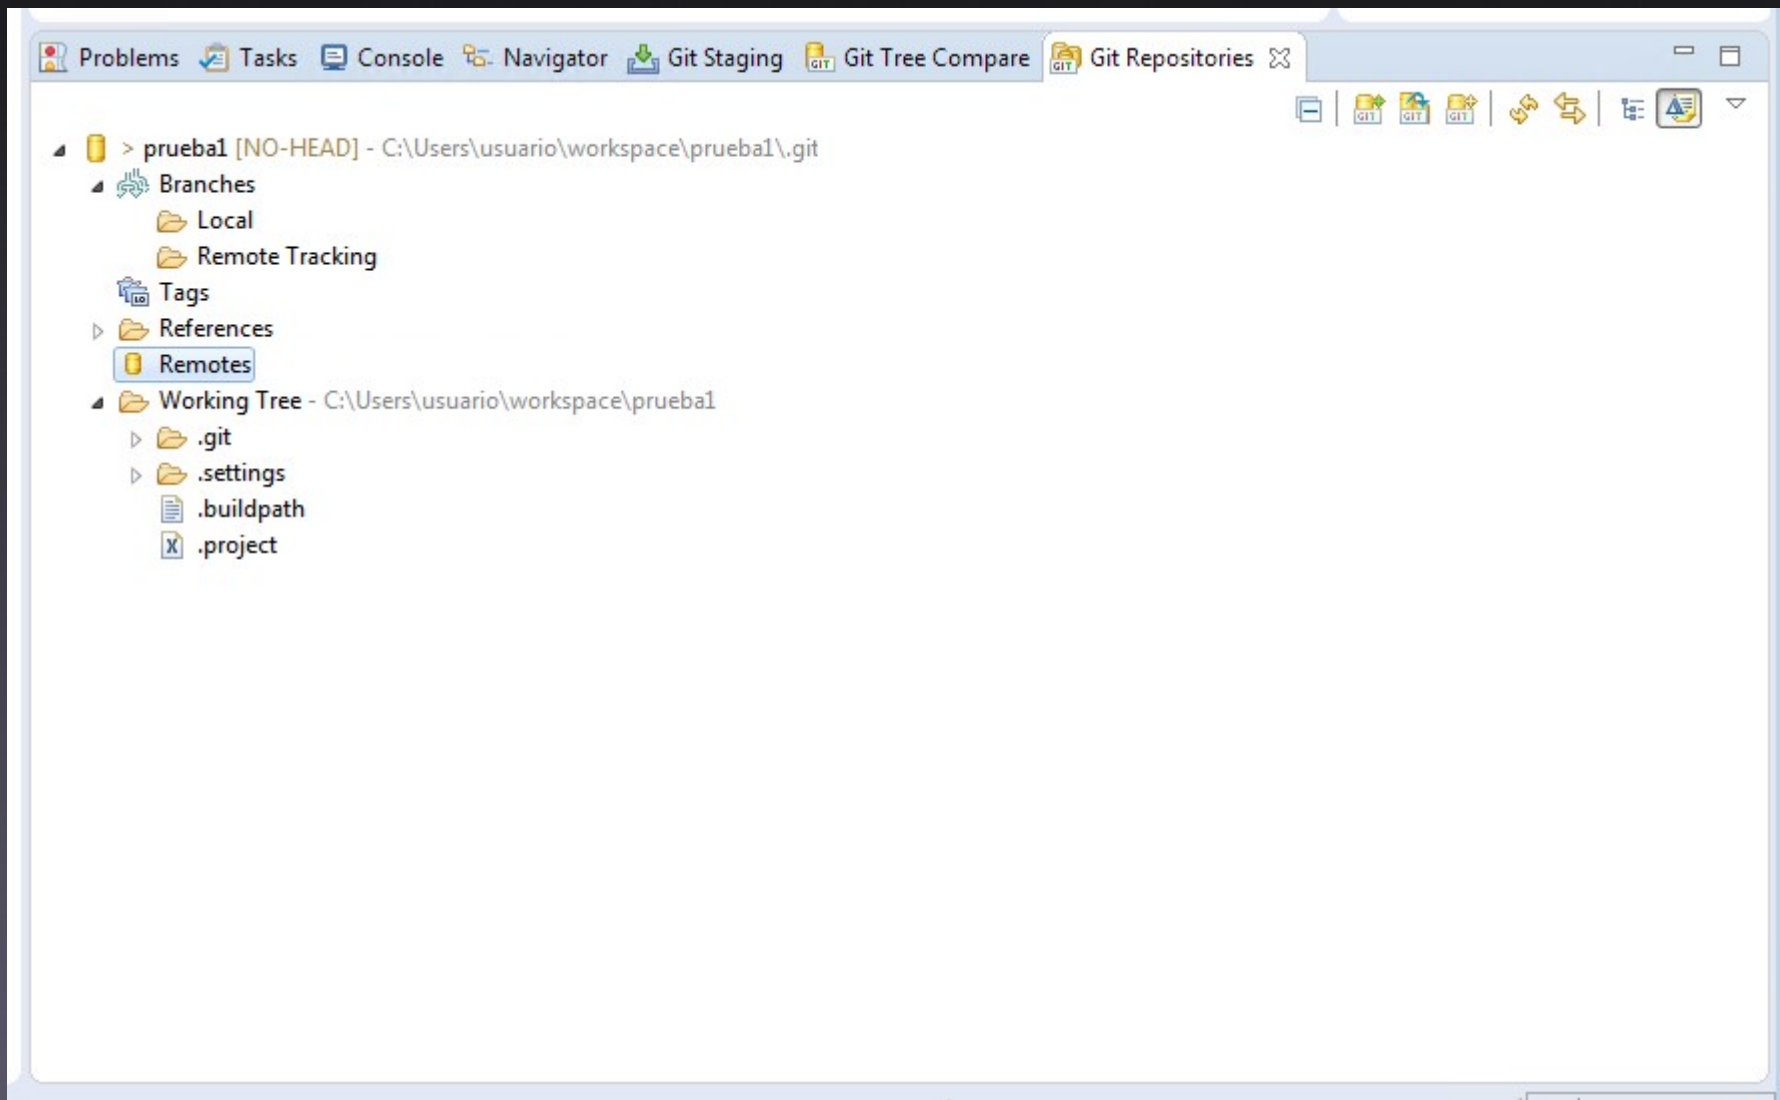 Problems Tasks Console Navigator Git Staging Git Tree Compare Git Repositories
> prueba1 [NO-HEAD] - C:\Users\usuario\workspace\prueba1\.git
Branches
Local
Remote Tracking
Tags
References
Remotes
Working Tree - C:\Users\usuario\workspace\prueba1
.git
.settings
.buildpath
.project